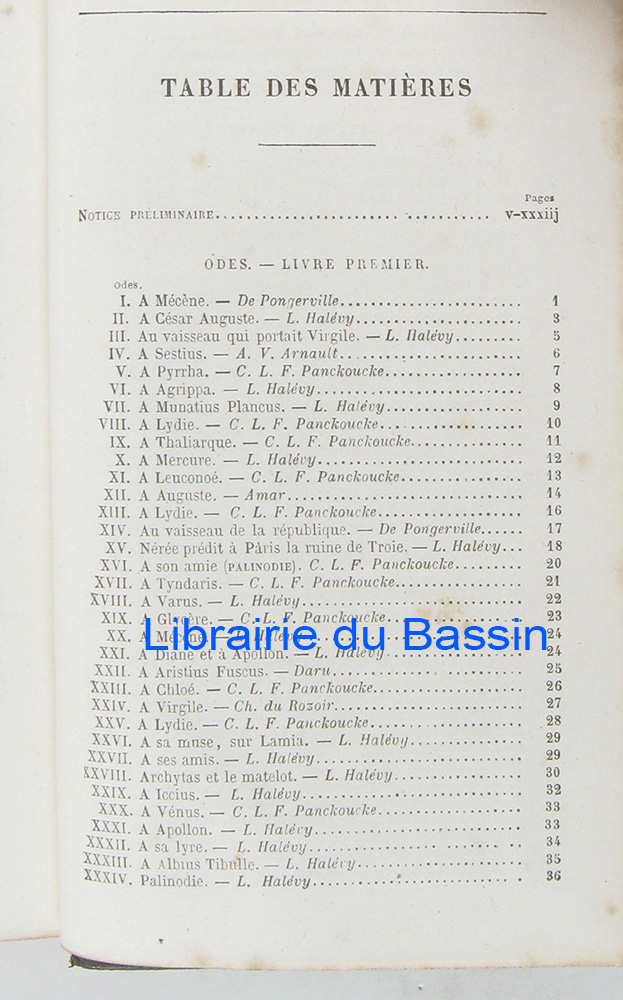 TABLE DES MATIÈRES
Pages
NOTICE PRÉLIMINAIRE........................ ........... V-xxxiij
ODES. — LIVRE PREMIER.
Odes.
I. A Mécène. — De Pongerville........................ 1
II. A César Auguste. — L. Halévy...................... 3
III. Au vaisseau qui portait Virgile. — L. Halévy......... 5
IV. A Sestius. — A. V. Arnault........................ 6
V. A Pyrrha. — C. L. F. Panckoucke.................. 7
VI. A Agrippa. — L. Halévy........................... 8
VII. A Munatius Plancus. — L. Halévy................... 9
VIII. A Lydie. — C. L. F. Panckoucke................... 10
IX. A Thaliarque. — C. L. F. Panckoucke.............. 11
X. A Mercure. — L. Halévy........................... 12
XI. A Leuconoé. — C. L. F. Panckoucke................ 13
XII. A Auguste. — Amar............................... 14
XIII. A Lydie. — C. L. F. Panckoucke................... 16
XIV. Au vaisseau de la république. — De Pongerville...... 17
XV. Nérée prédit à Pâris la ruine de Troie. — L. Halévy... 18
XVI. A son amie (PALINODIE). C. L. F. Panckoucke......... 20
XVII. A Tyndaris. — C. L. F. Panckoucke................ 21
XVIII. A Varus. — L. Halévy............................. 22
XIX. A Glycère. — C. L. F. Panckoucke................. 23
XX. A Mécène. — L. Halévy............................ 24
Librairie du Bassin
XXI. A Diane et à Apollon. — L. Halévy................. 24
XXII. A Aristius Fuscus. — Daru......................... 25
XXIII. A Chloé. — C. L. F. Panckoucke................... 26
XXIV. A Virgile. — Ch. du Rozoir........................ 27
XXV. A Lydie. — C. L. F. Panckoucke................... 28
XXVI. A sa muse, sur Lamia. — L. Halévy................ 29
XXVII. A ses amis. — L. Halévy........................... 29
XXVIII. Archytas et le matelot. — L. Halévy................ 30
XXIX. A Iccius. — L. Halévy............................. 32
XXX. A Vénus. — C. L. F. Panckoucke................... 33
XXXI. A Apollon. — L. Halévy........................... 33
XXXII. A sa lyre. — L. Halévy............................ 34
XXXIII. A Albius Tibulle. — L. Halévy..................... 35
XXXIV. Palinodie. — L. Halévy............................ 36